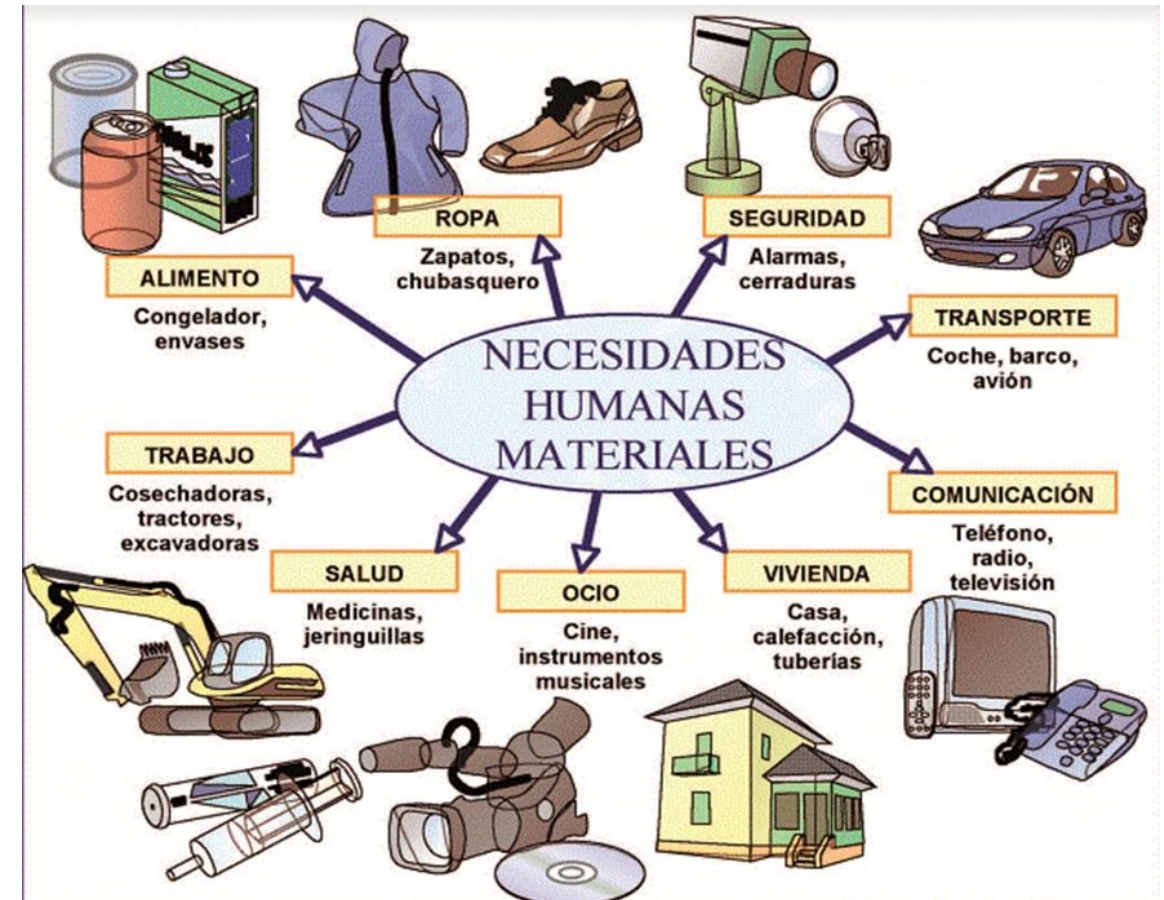 NECESIDADES
HUMANAS
MATERIALES
ALIMENTO
Congelador,
envases
ROPA
Zapatos,
chubasquero
SEGURIDAD
Alarmas,
cerraduras
TRANSPORTE
Coche, barco,
avión
COMUNICACIÓN
Teléfono,
radio,
televisión
VIVIENDA
Casa,
calefacción,
tuberías
OCIO
Cine,
instrumentos
musicales
SALUD
Medicinas,
jeringuillas
TRABAJO
Cosechadoras,
tractores,
excavadoras